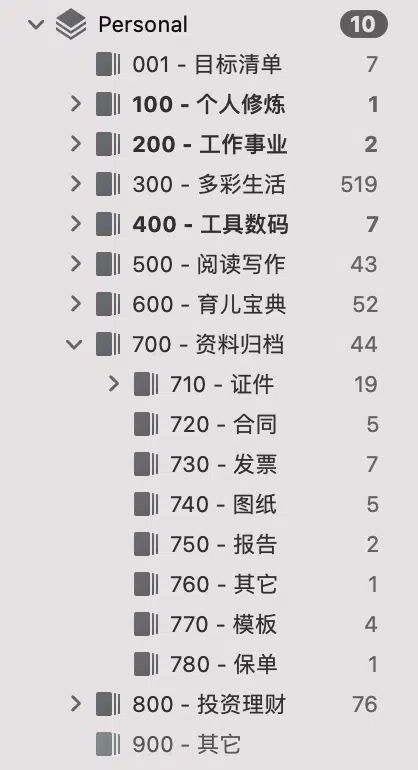 Personal 10
001 - 目标清单 7
100 - 个人修炼 1
200 - 工作事业 2
300 - 多彩生活 519
400 - 工具数码 7
500 - 阅读写作 43
600 - 育儿宝典 52
700 - 资料归档 44
710 - 证件 19
720 - 合同 5
730 - 发票 7
740 - 图纸 5
750 - 报告 2
760 - 其它 1
770 - 模板 4
780 - 保单 1
800 - 投资理财 76
900 - 其它